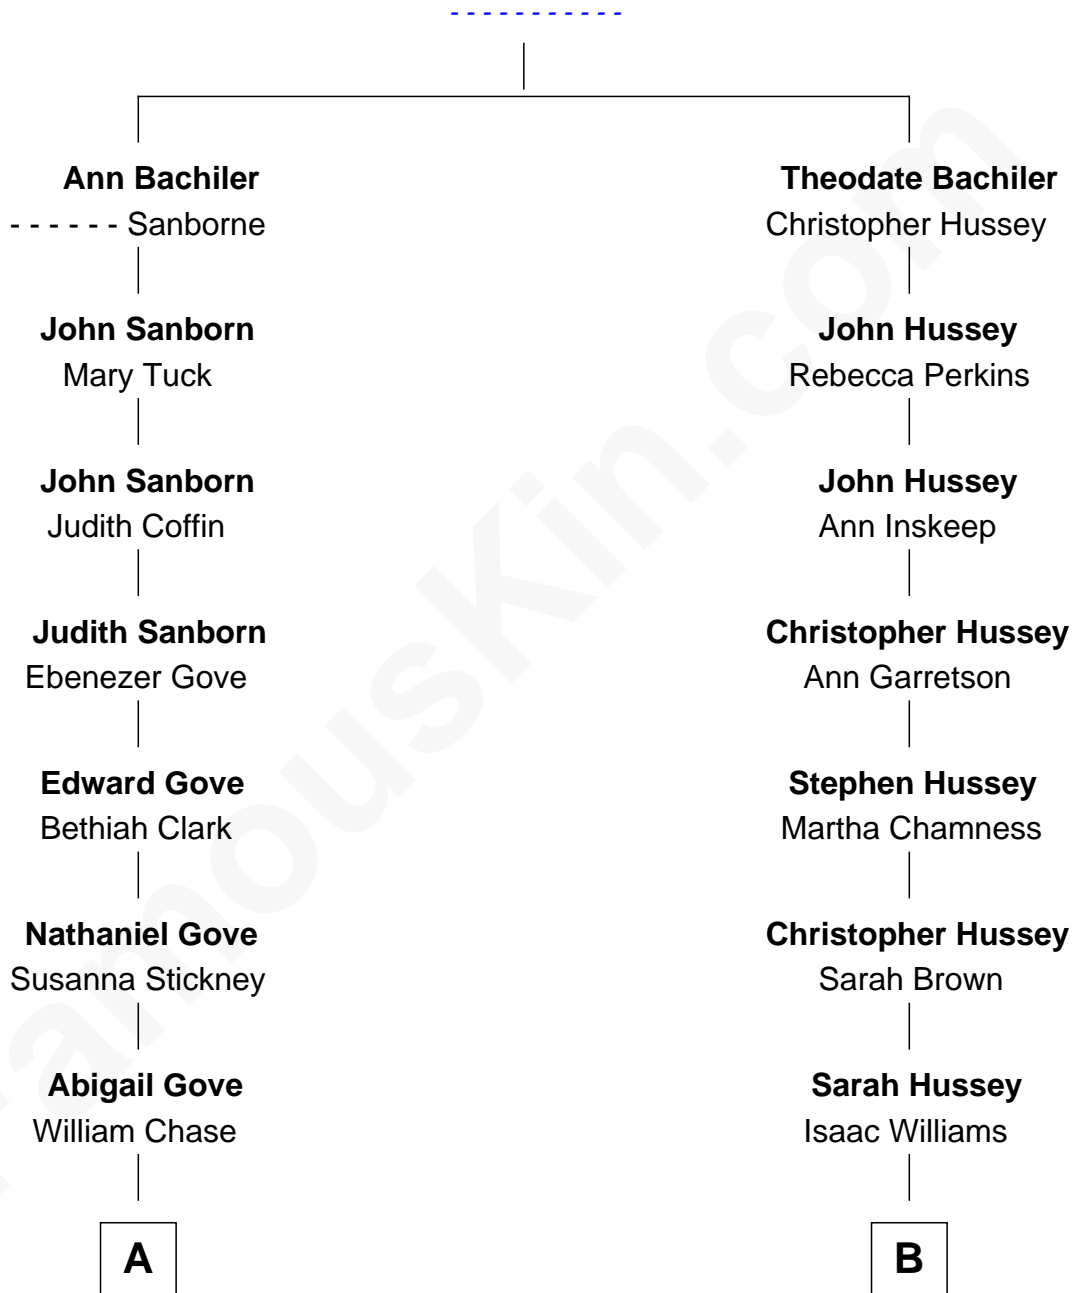 - - - - - - - - - - -
Ann Bachiler
- - - - - - Sanborne
John Sanborn
Mary Tuck
John Sanborn
Judith Coffin
Judith Sanborn
Ebenezer Gove
Edward Gove
Bethiah Clark
Nathaniel Gove
Susanna Stickney
Abigail Gove
William Chase
A
Theodate Bachiler
Christopher Hussey
John Hussey
Rebecca Perkins
John Hussey
Ann Inskeep
Christopher Hussey
Ann Garretson
Stephen Hussey
Martha Chamness
Christopher Hussey
Sarah Brown
Sarah Hussey
Isaac Williams
B
FamousKin.com